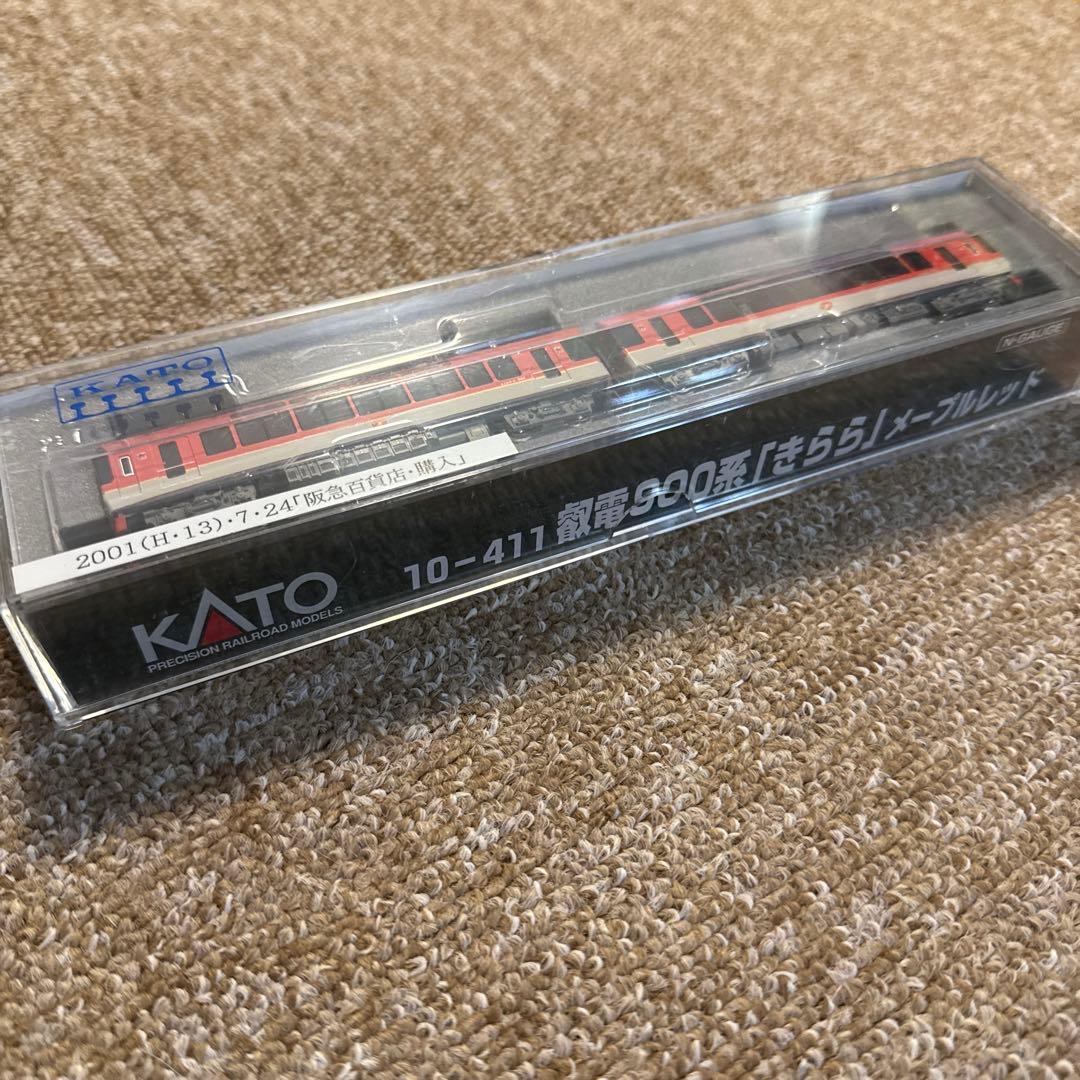 KATO
2001(H・13)・7・24「阪急百貨店・購入」
N-GAUGE
KATO
PRECISION RAILROAD MODELS
10-411 叡電900系「きらら」メープルレッド